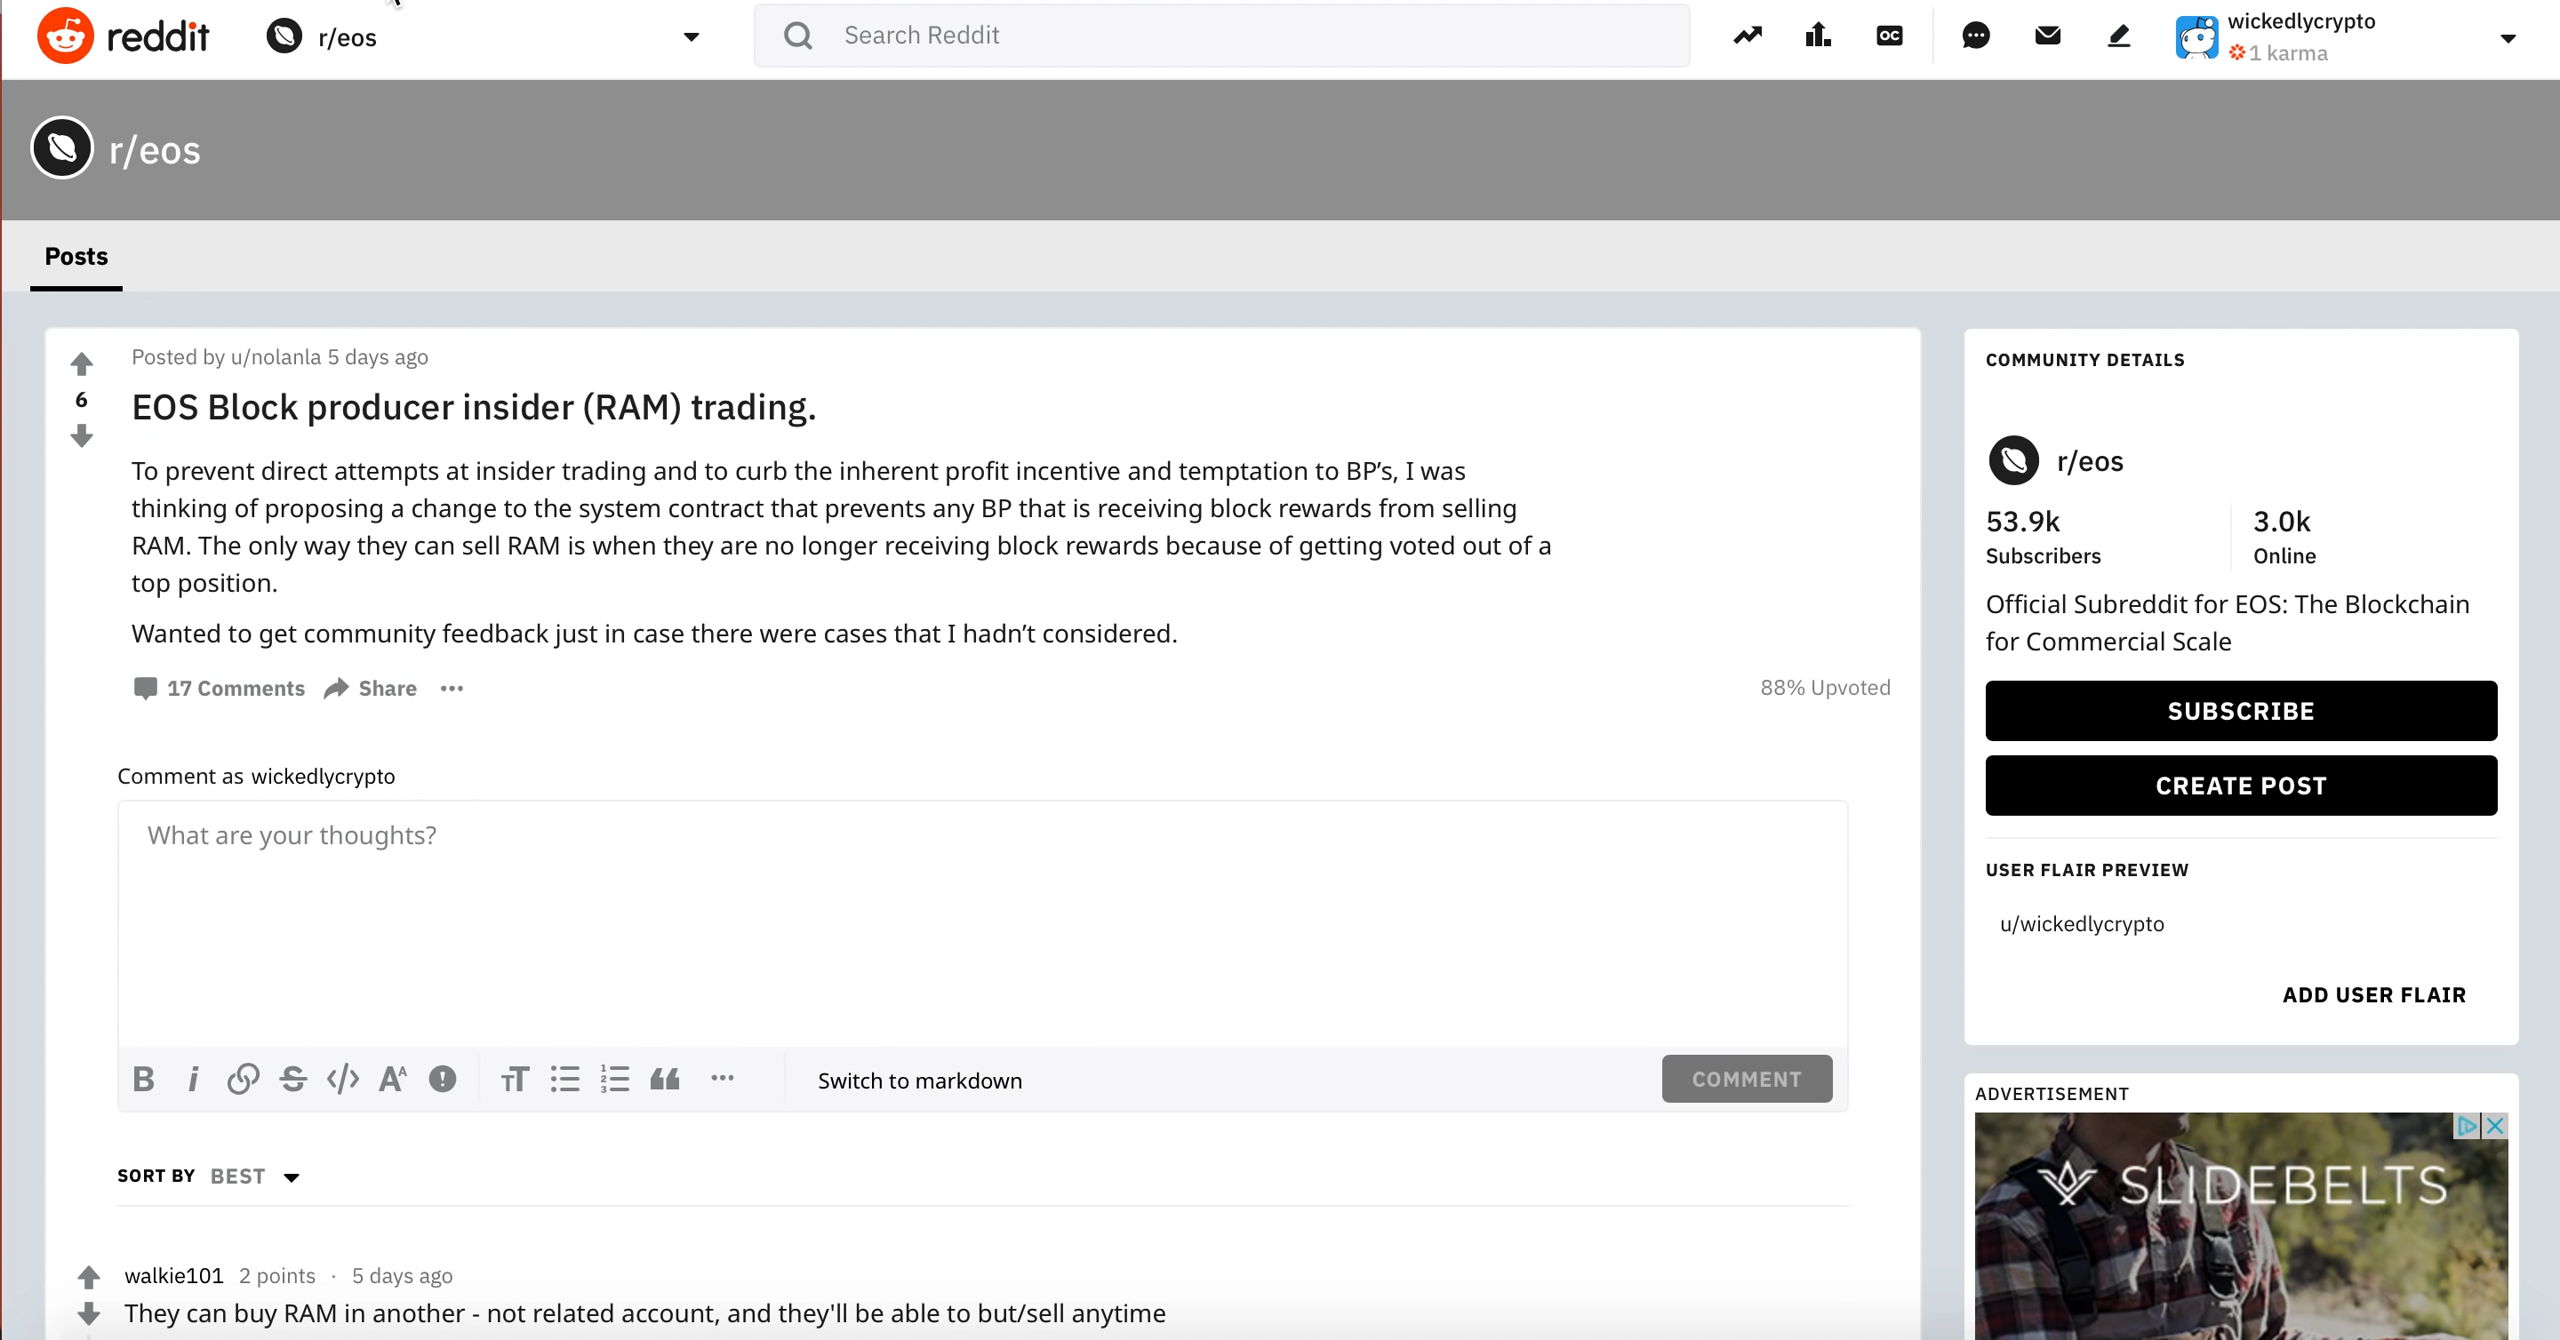 reddit
r/eos
Search Reddit
OC
wickedlycrypto
1 karma
r/eos
Posts
Posted by u/nolanla 5 days ago
6
EOS Block producer insider (RAM) trading.
To prevent direct attempts at insider trading and to curb the inherent profit incentive and temptation to BP’s, I was
thinking of proposing a change to the system contract that prevents any BP that is receiving block rewards from selling
RAM. The only way they can sell RAM is when they are no longer receiving block rewards because of getting voted out of a
top position.
Wanted to get community feedback just in case there were cases that I hadn’t considered.
17 Comments Share
88% Upvoted
Comment as wickedlycrypto
What are your thoughts?
Switch to markdown
COMMENT
SORT BY BEST
walkie101 2 points · 5 days ago
They can buy RAM in another - not related account, and they'll be able to but/sell anytime
COMMUNITY DETAILS
r/eos
53.9k 3.0k
Subscribers Online
Official Subreddit for EOS: The Blockchain
for Commercial Scale
SUBSCRIBE
CREATE POST
USER FLAIR PREVIEW
u/wickedlycrypto
ADD USER FLAIR
ADVERTISEMENT
SLIDEBELTS